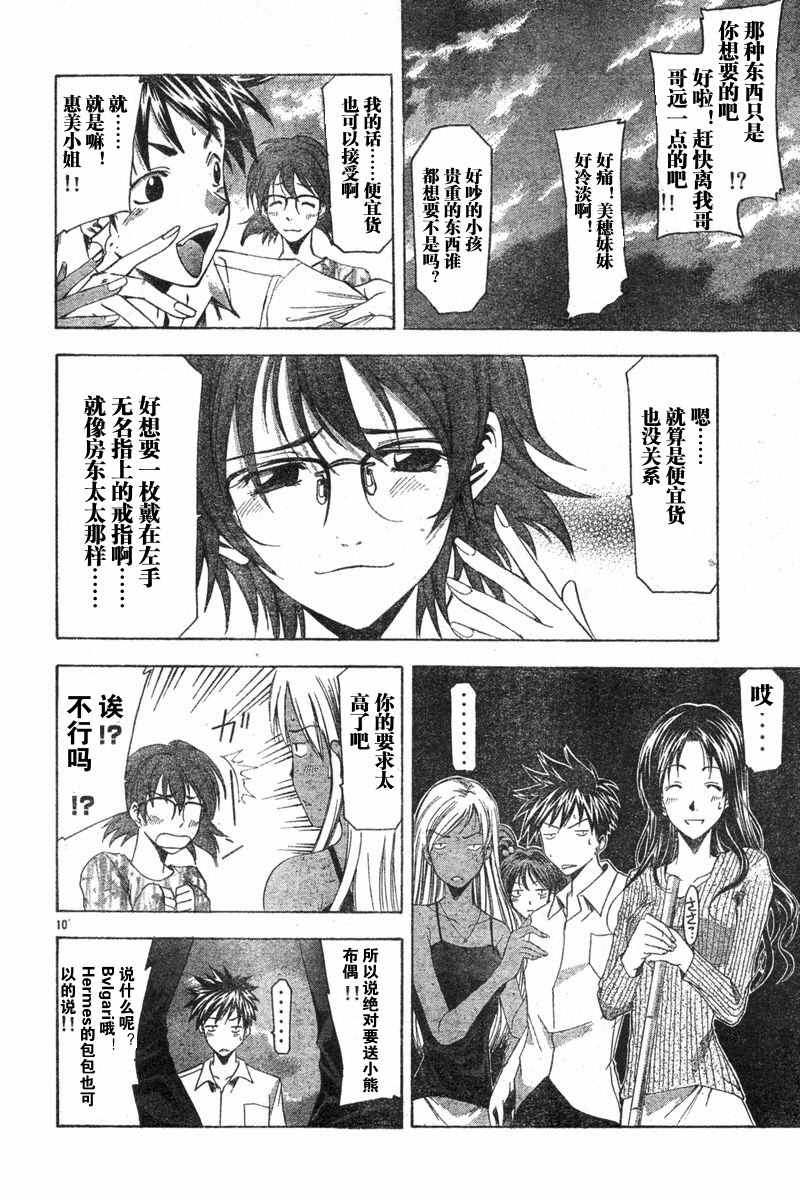 那种东西只是
你想要的吧
!?
好啦！赶快离我哥
哥远一点的吧
!!
好痛！美穗妹妹
好冷淡啊！
好吵的小孩
贵重的东西谁
都想要不是吗？
我的话……便宜货
也可以接受啊
就……
就是嘛！
惠美小姐
!!
嗯……
就算是便宜货
也没关系
好想要一枚戴在左手
无名指上的戒指啊……
就像房东太太那样……
哎
...
........
你的要求太
高了吧
ガガ
诶!?
不行吗
!?
10
所以说绝对要送小熊
布偶!!
......
说什么呢？
Bvlgari哦！
Hermes的包包也可
以的说!!